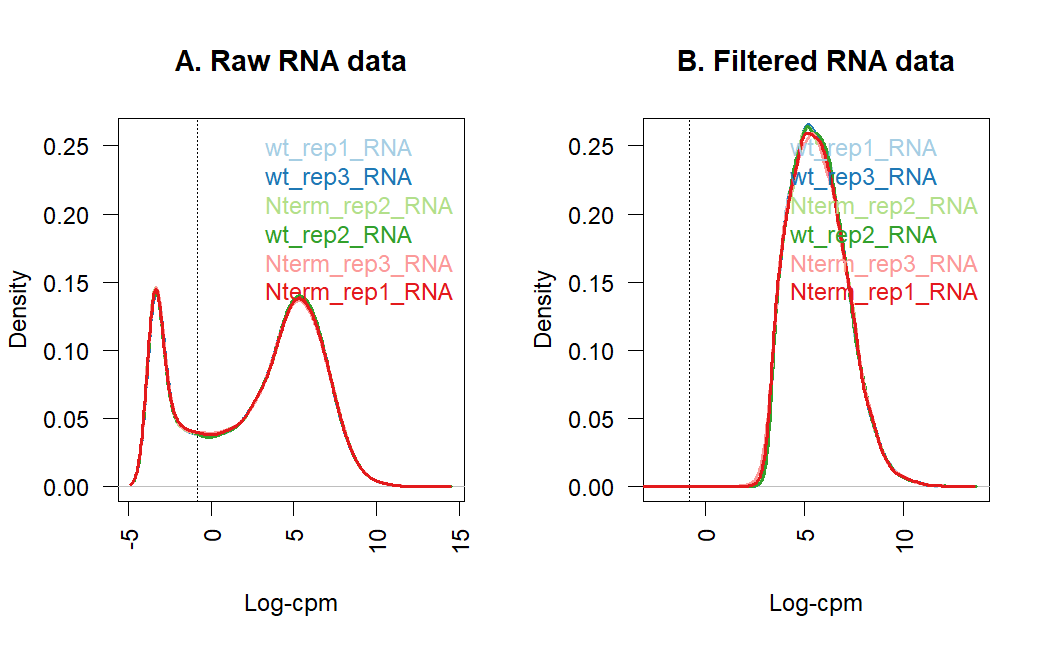 A. Raw RNA data
Density
0.25
0.20
0.15
0.10
0.05
0.00
wt_rep1_RNA
wt_rep3_RNA
Nterm_rep2_RNA
wt_rep2_RNA
Nterm_rep3_RNA
Nterm_rep1_RNA
-5
0
5
10
15
Log-cpm
B. Filtered RNA data
Density
0.25
0.20
0.15
0.10
0.05
0.00
wt_rep1_RNA
wt_rep3_RNA
Nterm_rep2_RNA
wt_rep2_RNA
Nterm_rep3_RNA
Nterm_rep1_RNA
0
5
10
Log-cpm